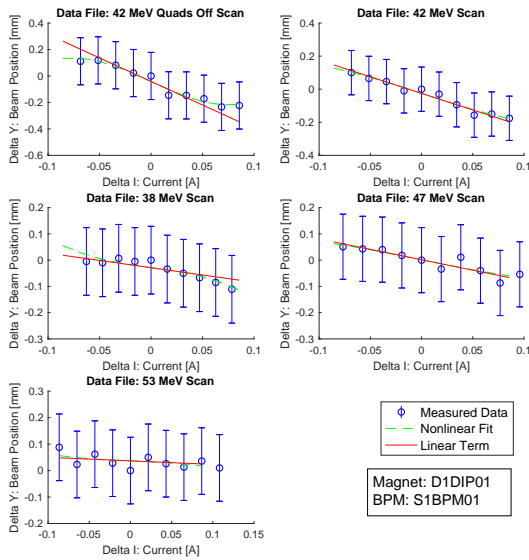 Data File: 42 MeV Quads Off Scan
Delta Y: Beam Position [mm]
0.4
0.2
0
-0.2
-0.4
-0.6
-0.1 -0.05 0 0.05 0.1
Delta I: Current [A]
Data File: 42 MeV Scan
Delta Y: Beam Position [mm]
0.4
0.2
0
-0.2
-0.4
-0.1 -0.05 0 0.05 0.1
Delta I: Current [A]
Data File: 38 MeV Scan
Delta Y: Beam Position [mm]
0.2
0.1
0
-0.1
-0.2
-0.3
-0.1 -0.05 0 0.05 0.1
Delta I: Current [A]
Data File: 47 MeV Scan
Delta Y: Beam Position [mm]
0.2
0.1
0
-0.1
-0.2
-0.3
-0.1 -0.05 0 0.05 0.1
Delta I: Current [A]
Data File: 53 MeV Scan
Delta Y: Beam Position [mm]
0.4
0.3
0.2
0.1
0
-0.1
-0.2
-0.1 -0.05 0 0.05 0.1 0.15
Delta I: Current [A]
Measured Data
Nonlinear Fit
Linear Term
Magnet: D1DIP01
BPM: S1BPM01